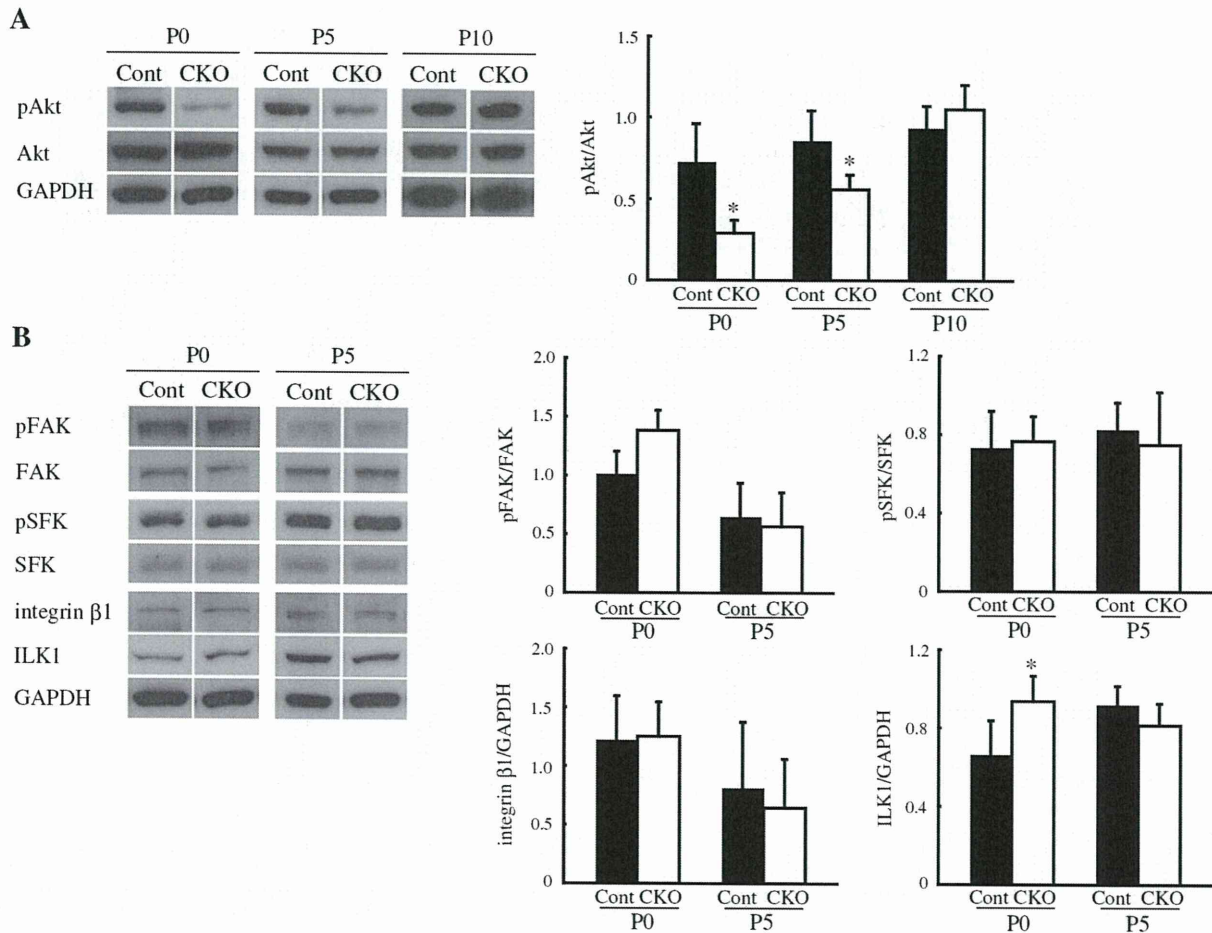 A
P0 P5 P10
Cont CKO Cont CKO Cont CKO
pAkt
Akt
GAPDH
pAkt/Akt
1.5
1.0
0.5
0
*
*
Cont CKO Cont CKO Cont CKO
P0 P5 P10
B
P0 P5
Cont CKO Cont CKO
pFAK
FAK
pSFK
SFK
integrin β1
ILK1
GAPDH
pFAK/FAK
2.0
1.5
1.0
0.5
0
Cont CKO Cont CKO
P0 P5
pSFK/SFK
1.2
0.8
0.4
0
Cont CKO Cont CKO
P0 P5
integrin β1/GAPDH
2.0
1.5
1.0
0.5
0
Cont CKO Cont CKO
P0 P5
ILK1/GAPDH
1.2
0.8
0.4
0
*
Cont CKO Cont CKO
P0 P5